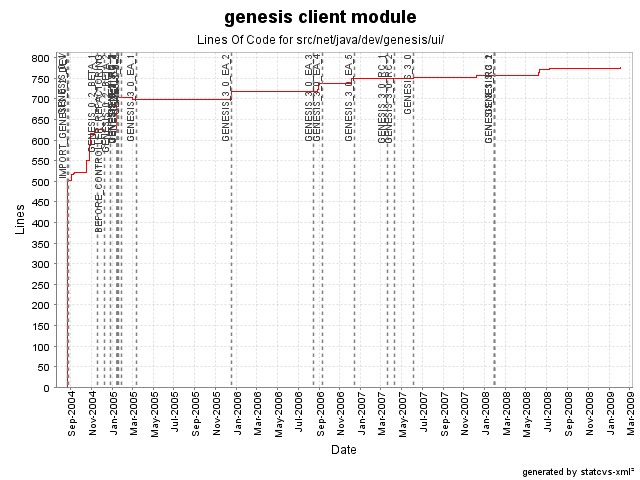 genesis client module
Lines Of Code for src/net/java/dev/genesis/ui/
800
750
700
650
600
550
500
450
400
350
300
250
200
150
100
50
0
Lines
BEFORE_CONTROLLER_REFACTORING
GENESIS_3_0_EA_1
GENESIS_3_0_EA_2
GENESIS_3_0_EA_3
GENESIS_3_0_EA_4
GENESIS_3_0_EA_5
GENESIS_3_0
Sep-2004
Nov-2004
Jan-2005
Mar-2005
May-2005
Jul-2005
Sep-2005
Nov-2005
Jan-2006
Mar-2006
May-2006
Jul-2006
Sep-2006
Nov-2006
Jan-2007
Mar-2007
May-2007
Jul-2007
Sep-2007
Nov-2007
Jan-2008
Mar-2008
May-2008
Jul-2008
Sep-2008
Nov-2008
Jan-2009
Mar-2009
Date
generated by statcvs-xml²